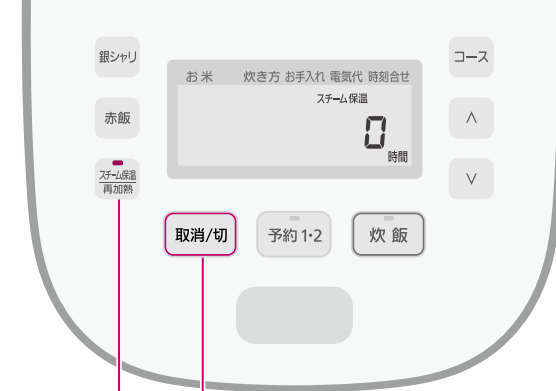 銀シャリ
コース
お米 炊き方 お手入れ 電気代 時刻合せ
スチーム保温
赤飯
∧
0
時間
スチーム保温
再加熱
∨
取消/切
予約1・2
炊飯